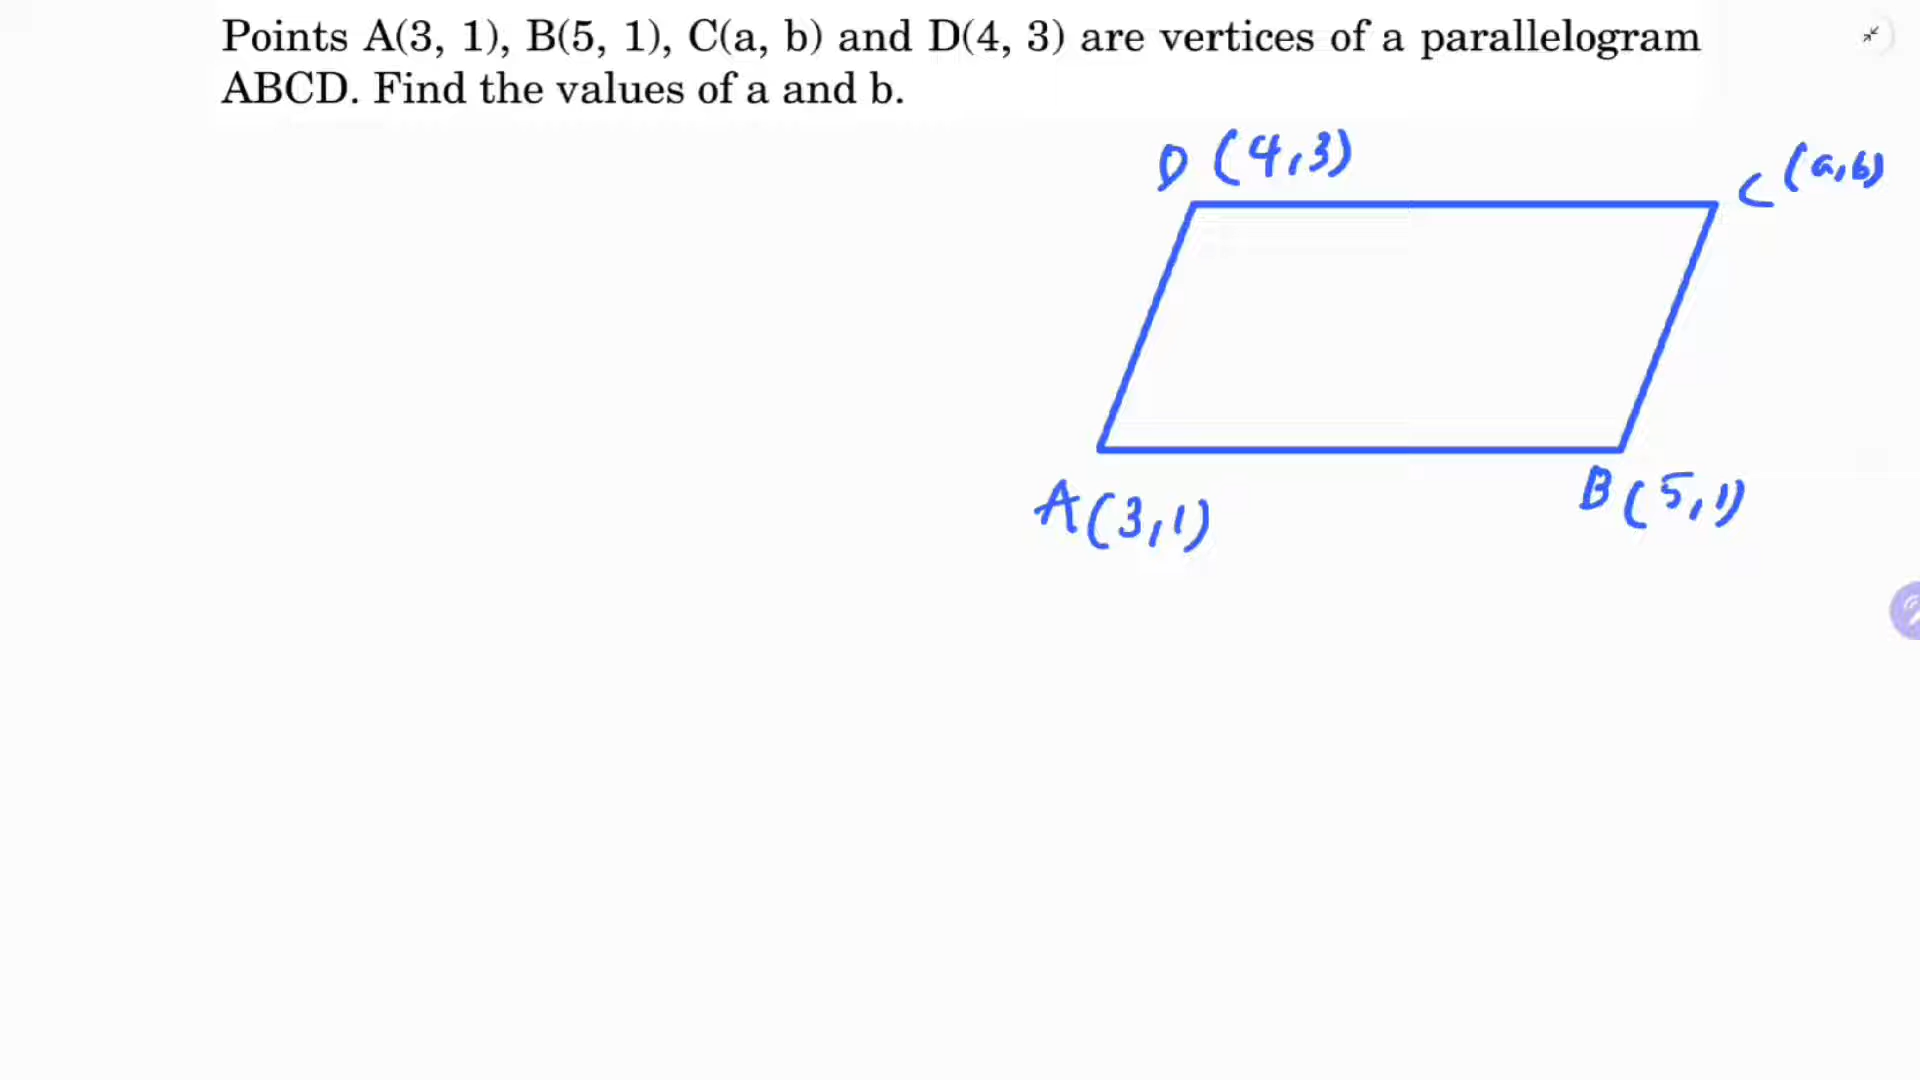 Points A(3, 1), B(5, 1), C(a, b) and D(4, 3) are vertices of a parallelogram
ABCD. Find the values of a and b.
D (4,3)
C (a,b)
A (3,1)
B (5,1)